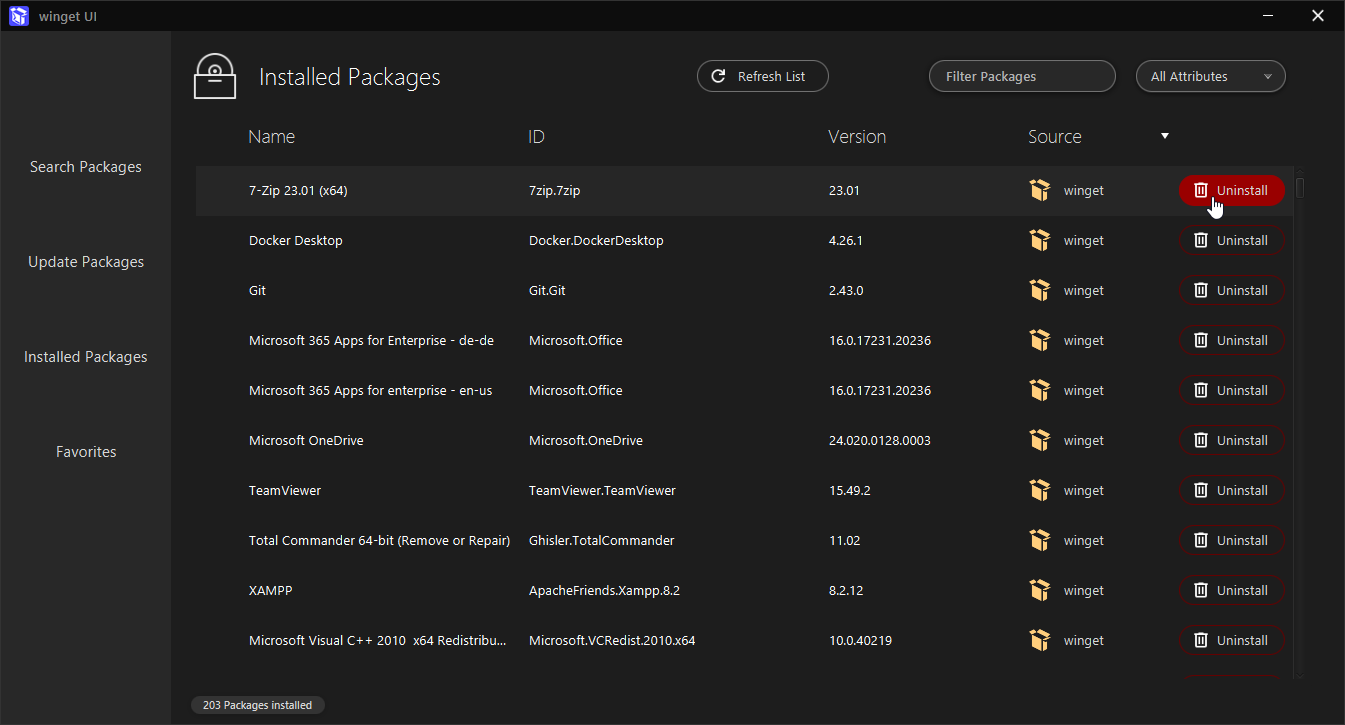 winget UI
Installed Packages
Refresh List
Filter Packages
All Attributes
Search Packages
Update Packages
Installed Packages
Favorites
Name ID Version Source
7-Zip 23.01 (x64) 7zip.7zip 23.01 winget Uninstall
Docker Desktop Docker.DockerDesktop 4.26.1 winget Uninstall
Git Git.Git 2.43.0 winget Uninstall
Microsoft 365 Apps for Enterprise - de-de Microsoft.Office 16.0.17231.20236 winget Uninstall
Microsoft 365 Apps for enterprise - en-us Microsoft.Office 16.0.17231.20236 winget Uninstall
Microsoft OneDrive Microsoft.OneDrive 24.020.0128.0003 winget Uninstall
TeamViewer TeamViewer.TeamViewer 15.49.2 winget Uninstall
Total Commander 64-bit (Remove or Repair) Ghisler.TotalCommander 11.02 winget Uninstall
XAMPP ApacheFriends.Xampp.8.2 8.2.12 winget Uninstall
Microsoft Visual C++ 2010  x64 Redistribu... Microsoft.VCRedist.2010.x64 10.0.40219 winget Uninstall
203 Packages installed